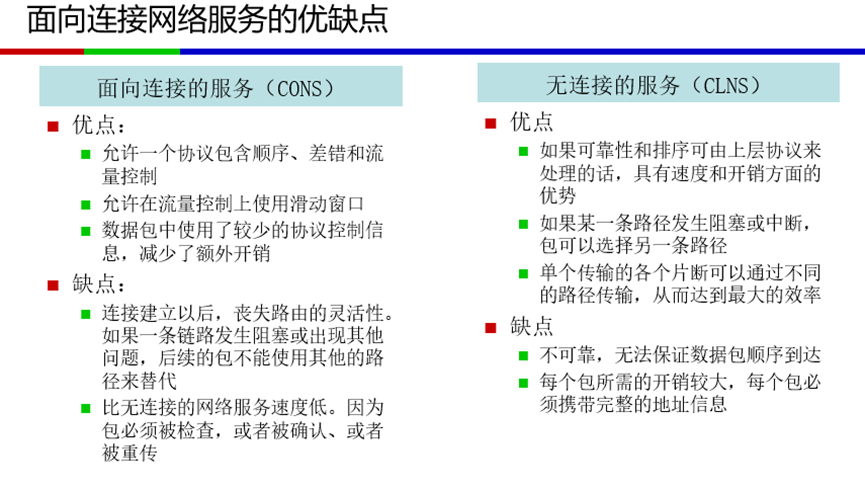 面向连接网络服务的优缺点
面向连接的服务（CONS）
优点：
允许一个协议包含顺序、差错和流
量控制
允许在流量控制上使用滑动窗口
数据包中使用了较少的协议控制信
息，减少了额外开销
缺点：
连接建立以后，丧失路由的灵活性。
如果一条链路发生阻塞或出现其他
问题，后续的包不能使用其他的路
径来替代
比无连接的网络服务速度低。因为
包必须被检查，或者被确认、或者
被重传
无连接的服务（CLNS）
优点
如果可靠性和排序可由上层协议来
处理的话，具有速度和开销方面的
优势
如果某一条路径发生阻塞或中断，
包可以选择另一条路径
单个传输的各个片断可以通过不同
的路径传输，从而达到最大的效率
缺点
不可靠，无法保证数据包顺序到达
每个包所需的开销较大，每个包必
须携带完整的地址信息